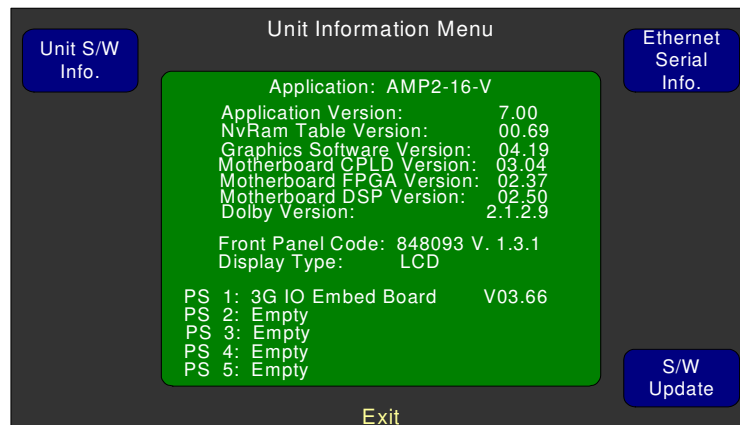 Unit Information Menu
Unit S/W
Info.
Ethernet
Serial
Info.
Application: AMP2-16-V
Application Version: 7.00
NvRam Table Version: 00.69
Graphics Software Version: 04.19
Motherboard CPLD Version: 03.04
Motherboard FPGA Version: 02.37
Motherboard DSP Version: 02.50
Dolby Version: 2.1.2.9
Front Panel Code: 848093 V. 1.3.1
Display Type: LCD
PS 1: 3G IO Embed Board V03.66
PS 2: Empty
PS 3: Empty
PS 4: Empty
PS 5: Empty
S/W
Update
Exit